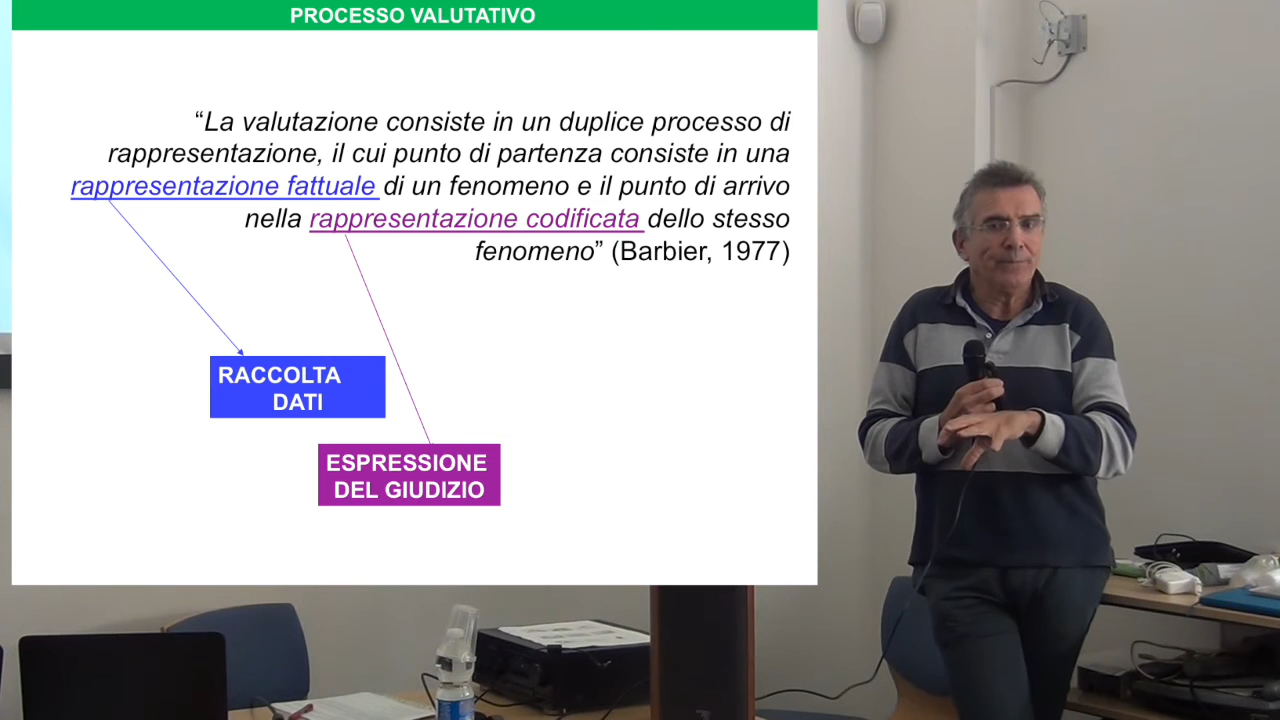 PROCESSO VALUTATIVO
“La valutazione consiste in un duplice processo di
rappresentazione, il cui punto di partenza consiste in una
rappresentazione fattuale di un fenomeno e il punto di arrivo
nella rappresentazione codificata dello stesso
fenomeno” (Barbier, 1977)
RACCOLTA
DATI
ESPRESSIONE
DEL GIUDIZIO